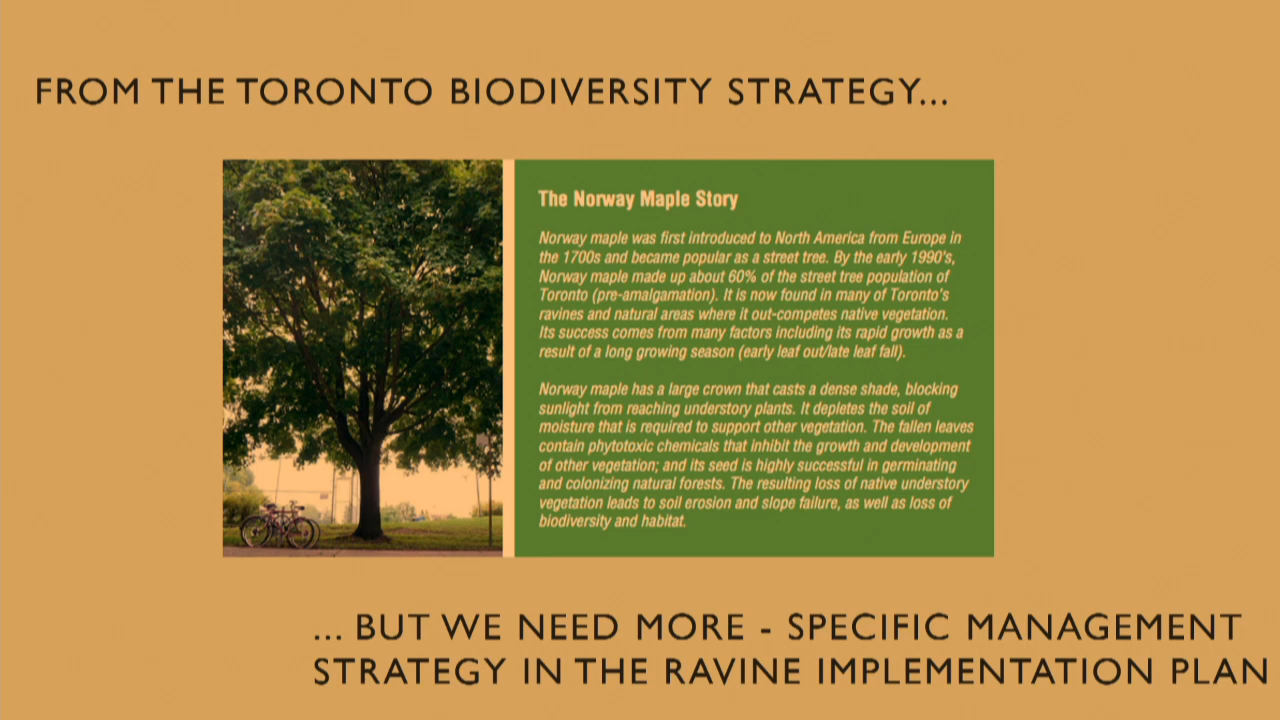 FROM THE TORONTO BIODIVERSITY STRATEGY...
The Norway Maple Story
Norway maple was first introduced to North America from Europe in
the 1700s and became popular as a street tree. By the early 1990's,
Norway maple made up about 60% of the street tree population of
Toronto (pre-amalgamation). It is now found in many of Toronto's
ravines and natural areas where it out-competes native vegetation.
Its success comes from many factors including its rapid growth as a
result of a long growing season (early leaf out/late leaf fall).
Norway maple has a large crown that casts a dense shade, blocking
sunlight from reaching understory plants. It depletes the soil of
moisture that is required to support other vegetation. The fallen leaves
contain phytotoxic chemicals that inhibit the growth and development
of other vegetation; and its seed is highly successful in germinating
and colonizing natural forests. The resulting loss of native understory
vegetation leads to soil erosion and slope failure, as well as loss of
biodiversity and habitat.
... BUT WE NEED MORE - SPECIFIC MANAGEMENT
STRATEGY IN THE RAVINE IMPLEMENTATION PLAN